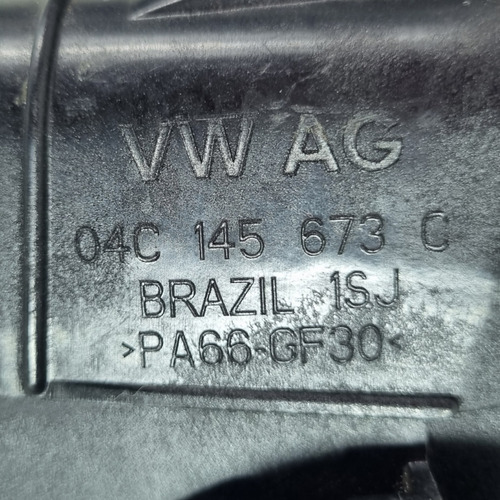 VW AG
04C 145 673 C
BRAZIL 1SJ
>PA66-GF30<